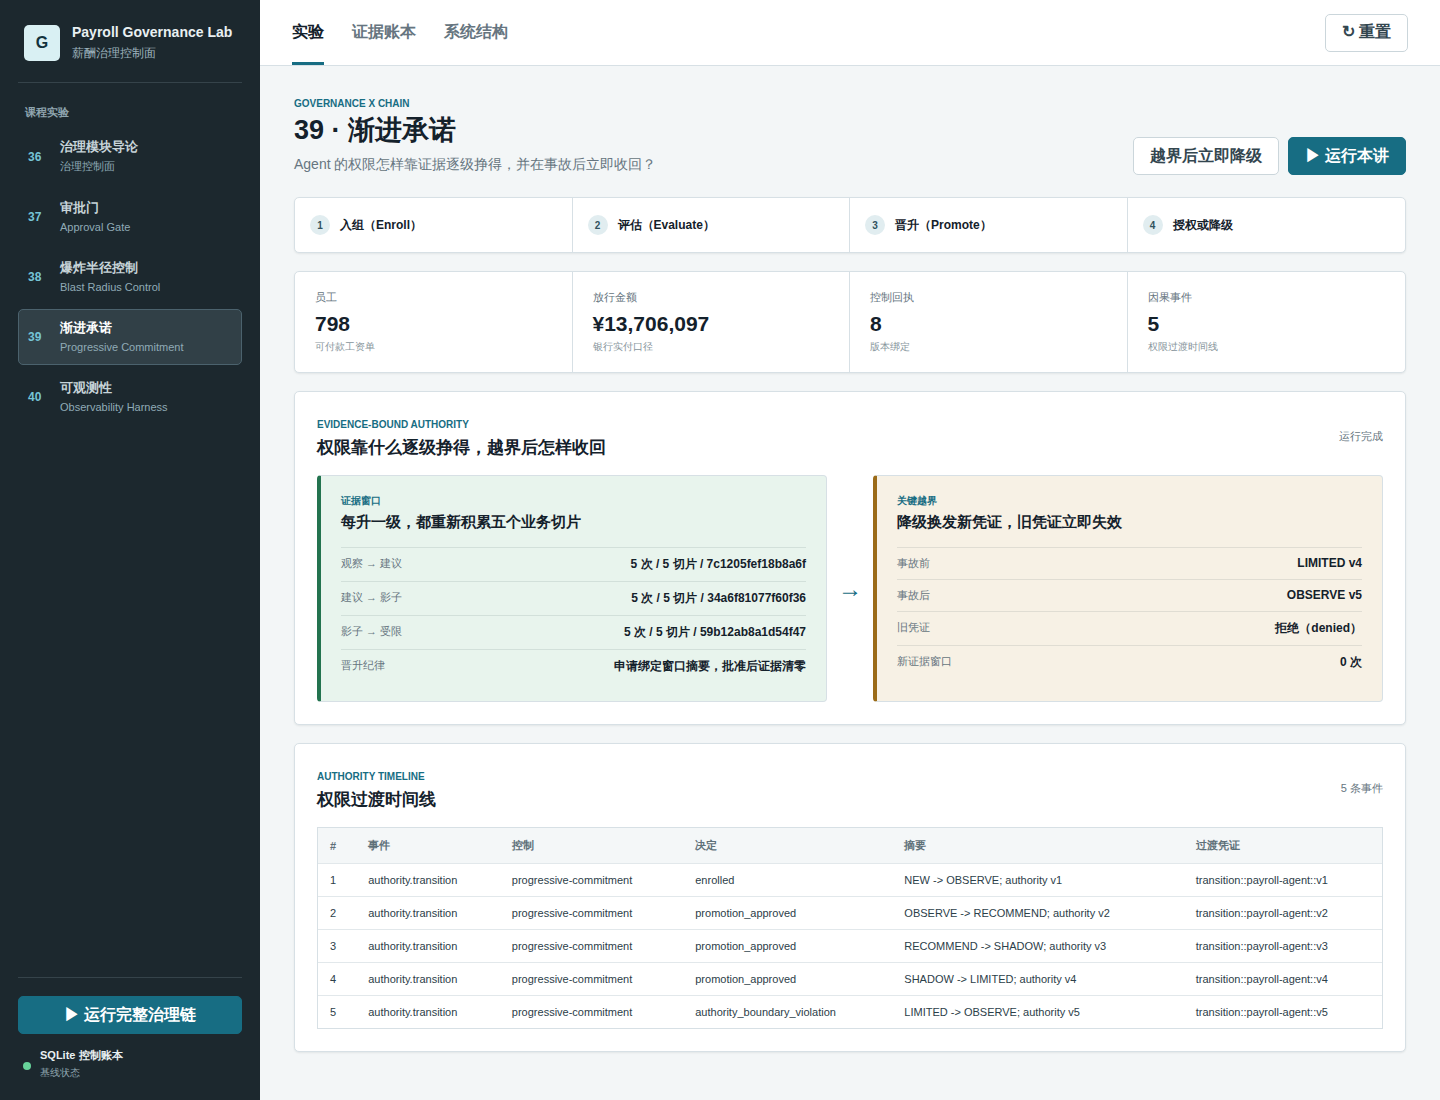 G
Payroll Governance Lab
薪酬治理控制面
课程实验
36
治理模块导论
治理控制面
37
审批门
Approval Gate
38
爆炸半径控制
Blast Radius Control
39
渐进承诺
Progressive Commitment
40
可观测性
Observability Harness
▶ 运行完整治理链
SQLite 控制账本
基线状态
实验 证据账本 系统结构
↻ 重置
GOVERNANCE X CHAIN
39 · 渐进承诺
Agent 的权限怎样靠证据逐级挣得，并在事故后立即收回？
越界后立即降级
▶ 运行本讲
1 入组（Enroll）
2 评估（Evaluate）
3 晋升（Promote）
4 授权或降级
员工
798
可付款工资单
放行金额
¥13,706,097
银行实付口径
控制回执
8
版本绑定
因果事件
5
权限过渡时间线
EVIDENCE-BOUND AUTHORITY
权限靠什么逐级挣得，越界后怎样收回
运行完成
证据窗口
每升一级，都重新积累五个业务切片
观察 → 建议 5 次 / 5 切片 / 7c1205fef18b8a6f
建议 → 影子 5 次 / 5 切片 / 34a6f81077f60f36
影子 → 受限 5 次 / 5 切片 / 59b12ab8a1d54f47
晋升纪律 申请绑定窗口摘要，批准后证据清零
→
关键越界
降级换发新凭证，旧凭证立即失效
事故前 LIMITED v4
事故后 OBSERVE v5
旧凭证 拒绝（denied）
新证据窗口 0 次
AUTHORITY TIMELINE
权限过渡时间线
5 条事件
# 事件 控制 决定 摘要 过渡凭证
1 authority.transition progressive-commitment enrolled NEW -> OBSERVE; authority v1 transition::payroll-agent::v1
2 authority.transition progressive-commitment promotion_approved OBSERVE -> RECOMMEND; authority v2 transition::payroll-agent::v2
3 authority.transition progressive-commitment promotion_approved RECOMMEND -> SHADOW; authority v3 transition::payroll-agent::v3
4 authority.transition progressive-commitment promotion_approved SHADOW -> LIMITED; authority v4 transition::payroll-agent::v4
5 authority.transition progressive-commitment authority_boundary_violation LIMITED -> OBSERVE; authority v5 transition::payroll-agent::v5